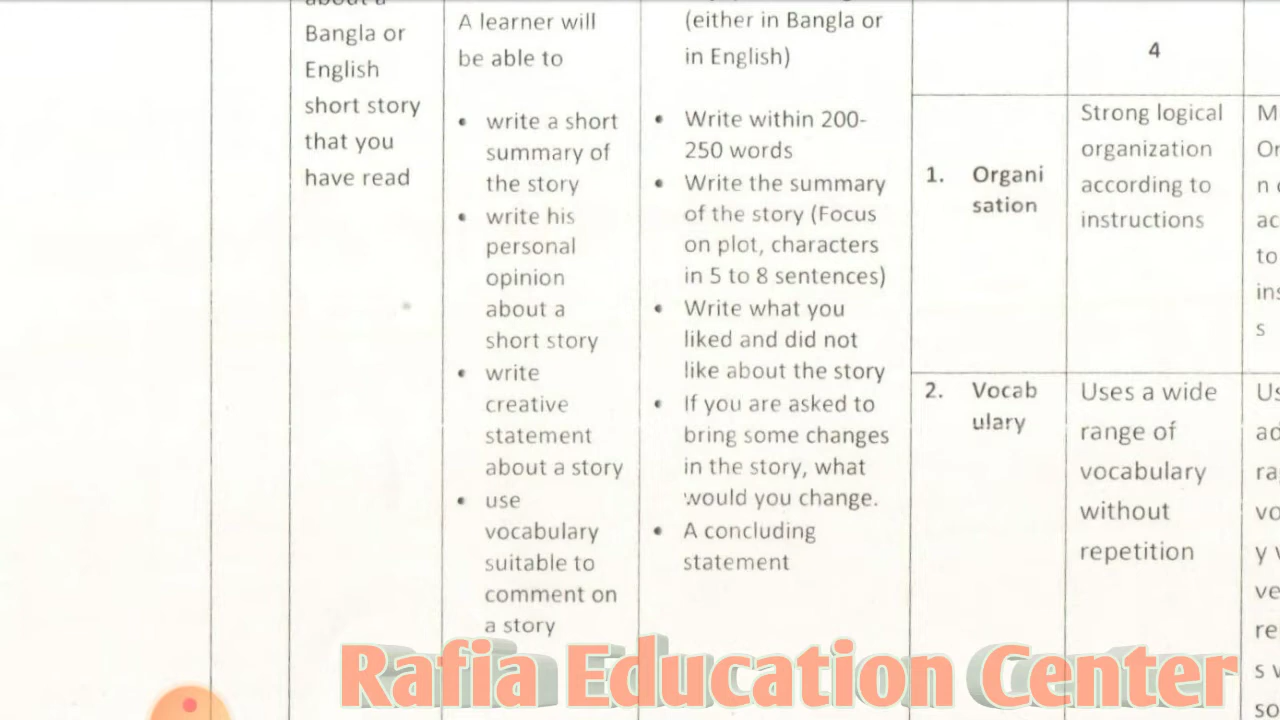 Bangla or
English
short story
that you
have read
A learner will
be able to
• write a short
summary of
the story
• write his
personal
opinion
about a
short story
• write
creative
statement
about a story
• use
vocabulary
suitable to
comment on
a story
(either in Bangla or
in English)
• Write within 200-
250 words
• Write the summary
of the story (Focus
on plot, characters
in 5 to 8 sentences)
• Write what you
liked and did not
like about the story
• If you are asked to
bring some changes
in the story, what
would you change.
• A concluding
statement
4
1. Organi
sation
Strong logical
organization
according to
instructions
2. Vocab
ulary
Uses a wide
range of
vocabulary
without
repetition
Rafia Education Center